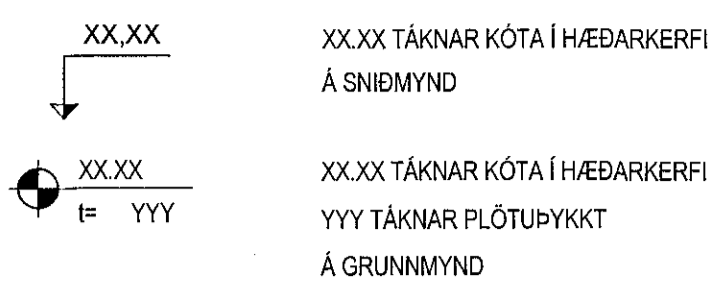 XX,XX
XX.XX TÁKNAR KÓTA Í HÆÐARKERFI
Á SNIÐMYND
XX.XX
t= YYY
XX.XX TÁKNAR KÓTA Í HÆÐARKERFI
YYY TÁKNAR PLÖTUÞYKKT
Á GRUNNMYND